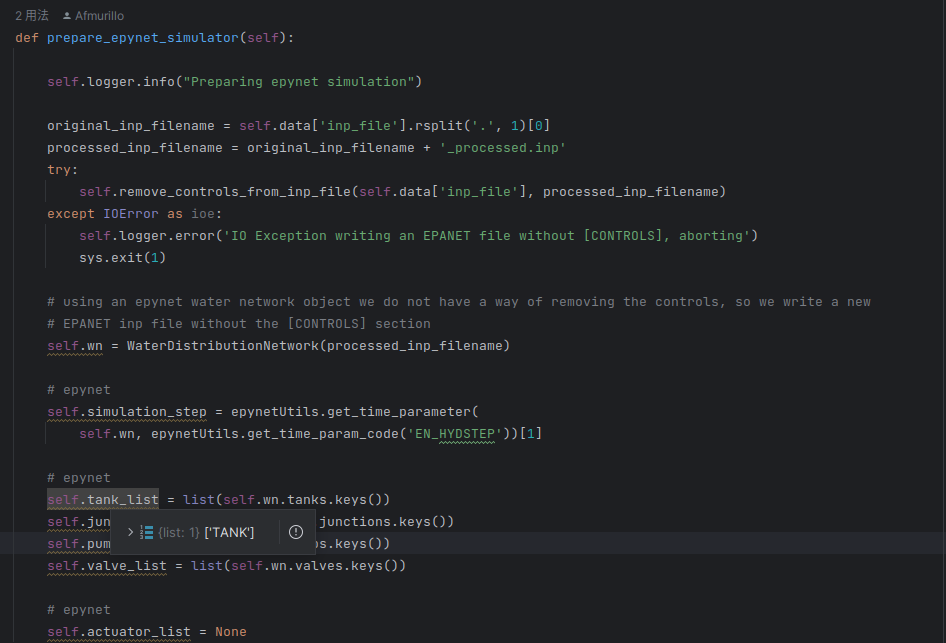 2 用法 Afmurillo
def prepare_epynet_simulator(self):
self.logger.info("Preparing epynet simulation")
original_inp_filename = self.data['inp_file'].rsplit('.', 1)[0]
processed_inp_filename = original_inp_filename + '_processed.inp'
try:
self.remove_controls_from_inp_file(self.data['inp_file'], processed_inp_filename)
except IOError as ioe:
self.logger.error('IO Exception writing an EPANET file without [CONTROLS], aborting')
sys.exit(1)
# using an epynet water network object we do not have a way of removing the controls, so we write a new
# EPANET inp file without the [CONTROLS] section
self.wn = WaterDistributionNetwork(processed_inp_filename)
# epynet
self.simulation_step = epynetUtils.get_time_parameter(
self.wn, epynetUtils.get_time_param_code('EN_HYDSTEP'))[1]
# epynet
self.tank_list = list(self.wn.tanks.keys())
self.jun junctions.keys())
{list: 1} ['TANK']
self.pum s.keys())
self.valve_list = list(self.wn.valves.keys())
# epynet
self.actuator_list = None